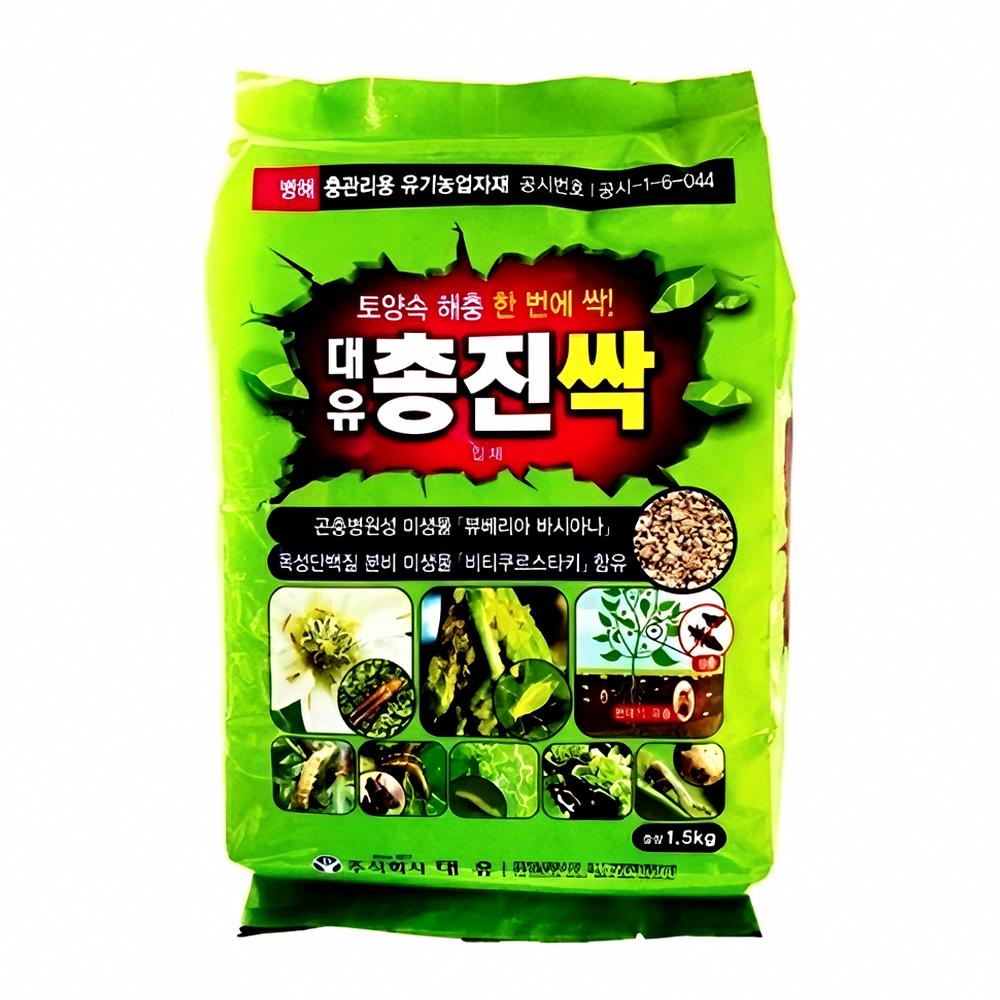 병해 충관리용 유기농업자재 공시번호 | 공시-1-6-044
토양속 해충 한 번에 싹!
대유 총진싹
입제
곤충병원성 미생물「뷰베리아 바시아나」
독성단백질 분비 미생물「비티쿠르스타키」함유
1.5kg
주식회사 대유